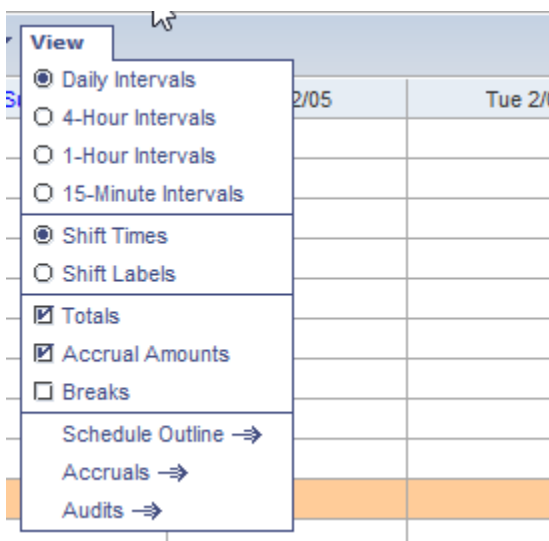 View
Daily Intervals
Su
2/05
Tue 2/0
4-Hour Intervals
1-Hour Intervals
15-Minute Intervals
Shift Times
Shift Labels
Totals
Accrual Amounts
Breaks
Schedule Outline
Accruals
Audits